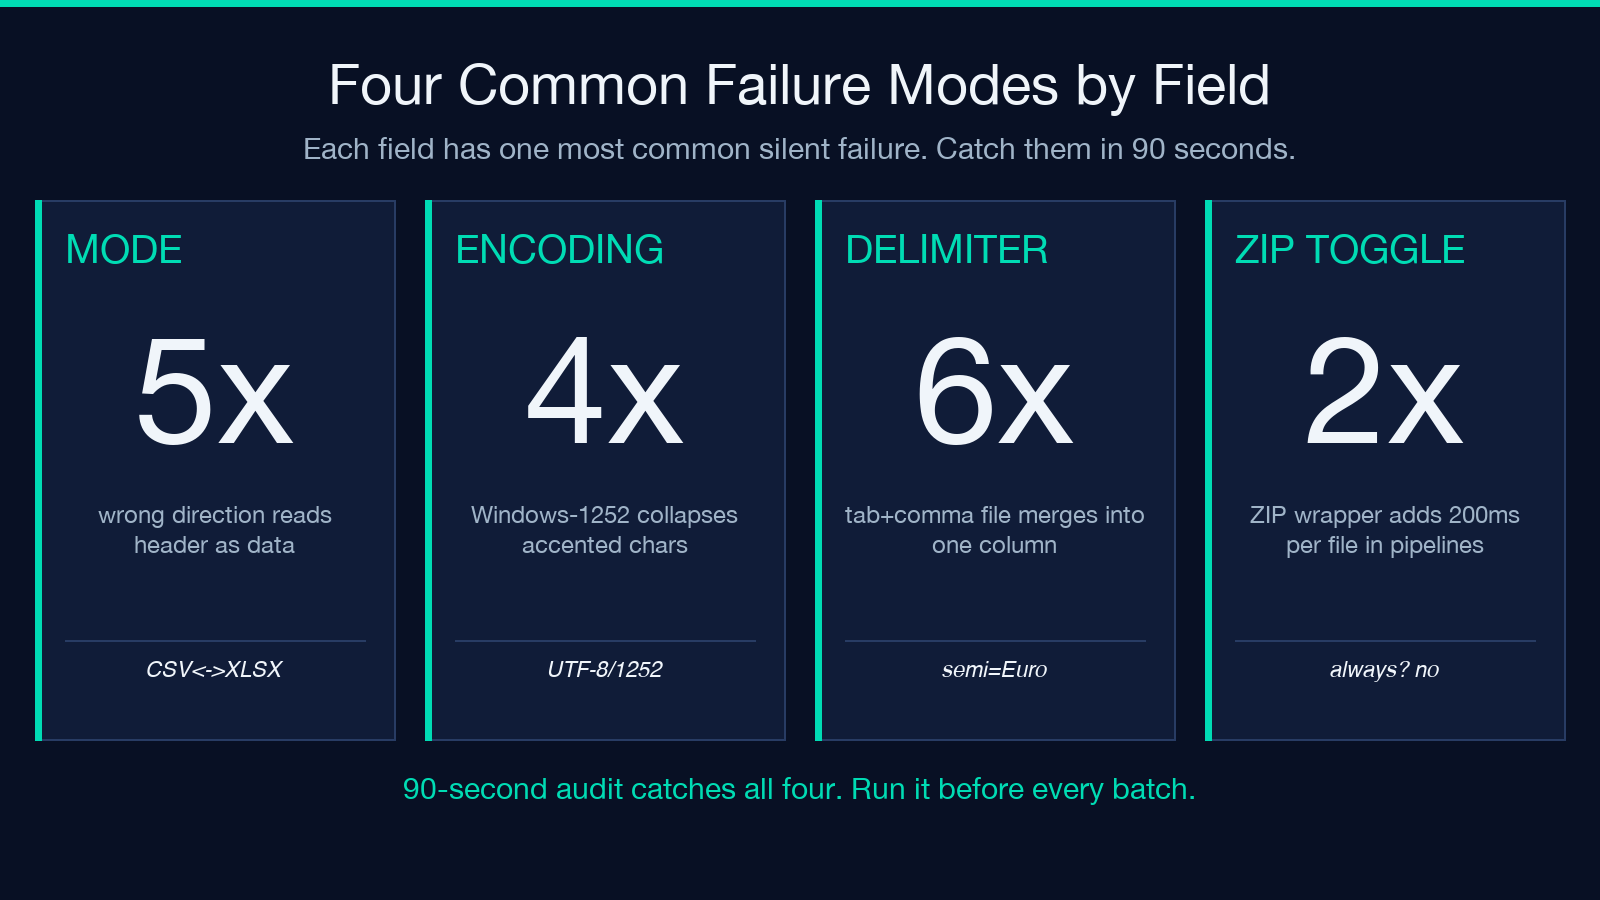 Four Common Failure Modes by Field
Each field has one most common silent failure. Catch them in 90 seconds.
MODE
5x
wrong direction reads
header as data
CSV<->XLSX
ENCODING
4x
Windows-1252 collapses
accented chars
UTF-8/1252
DELIMITER
6x
tab+comma file merges into
one column
semi=Euro
ZIP TOGGLE
2x
ZIP wrapper adds 200ms
per file in pipelines
always? no
90-second audit catches all four. Run it before every batch.